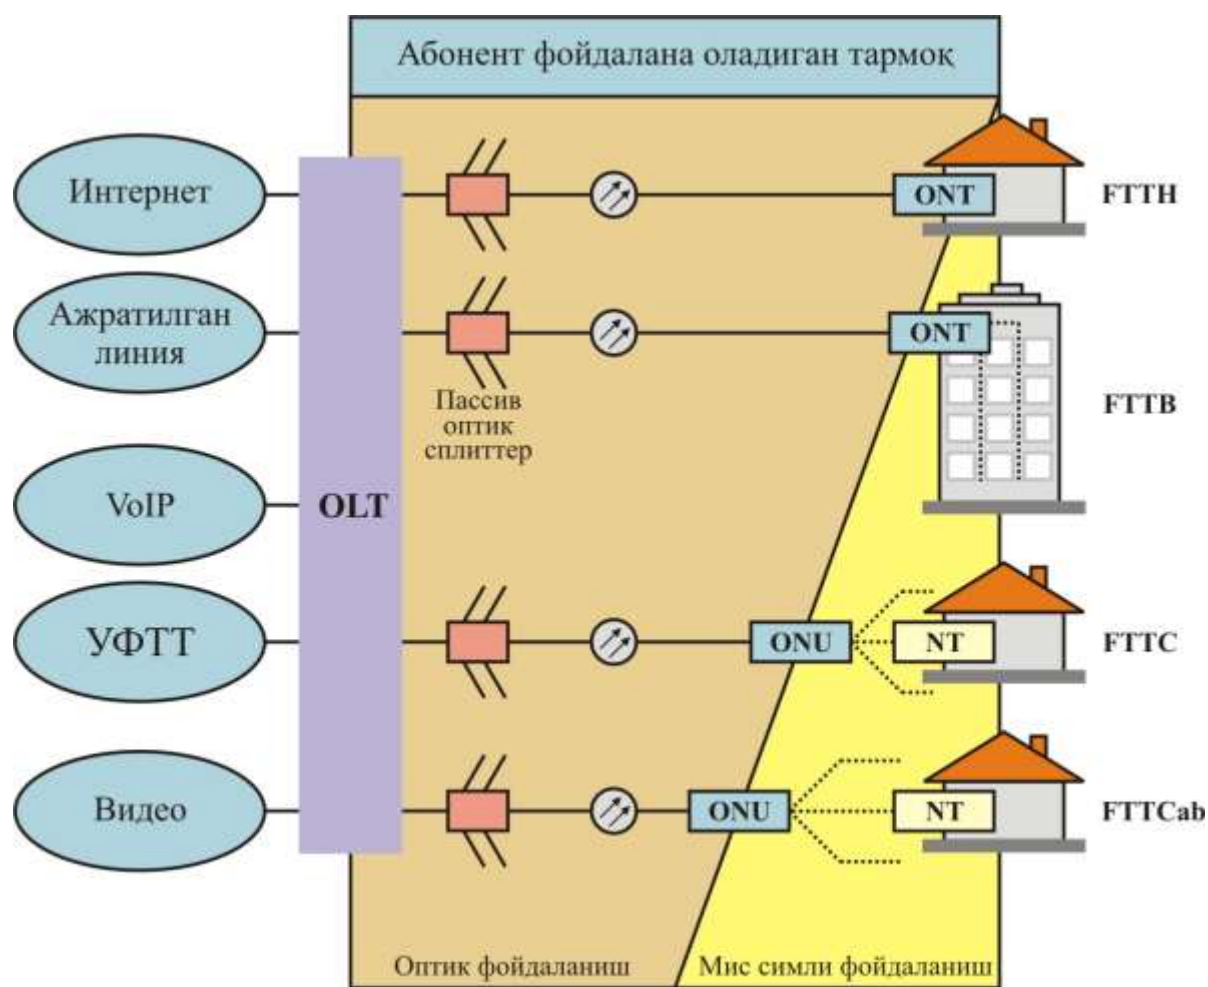 Абонент фойдалана оладиган тармоқ
Интернет
ONT
FTTH
Ажратилган
линия
ONT
Пассив
оптик
сплиттер
FTTB
VoIP
OLT
УФТТ
ONU
NT
FTTC
Видео
ONU
NT
FTTCab
Оптик фойдаланиш
Мис симли фойдаланиш